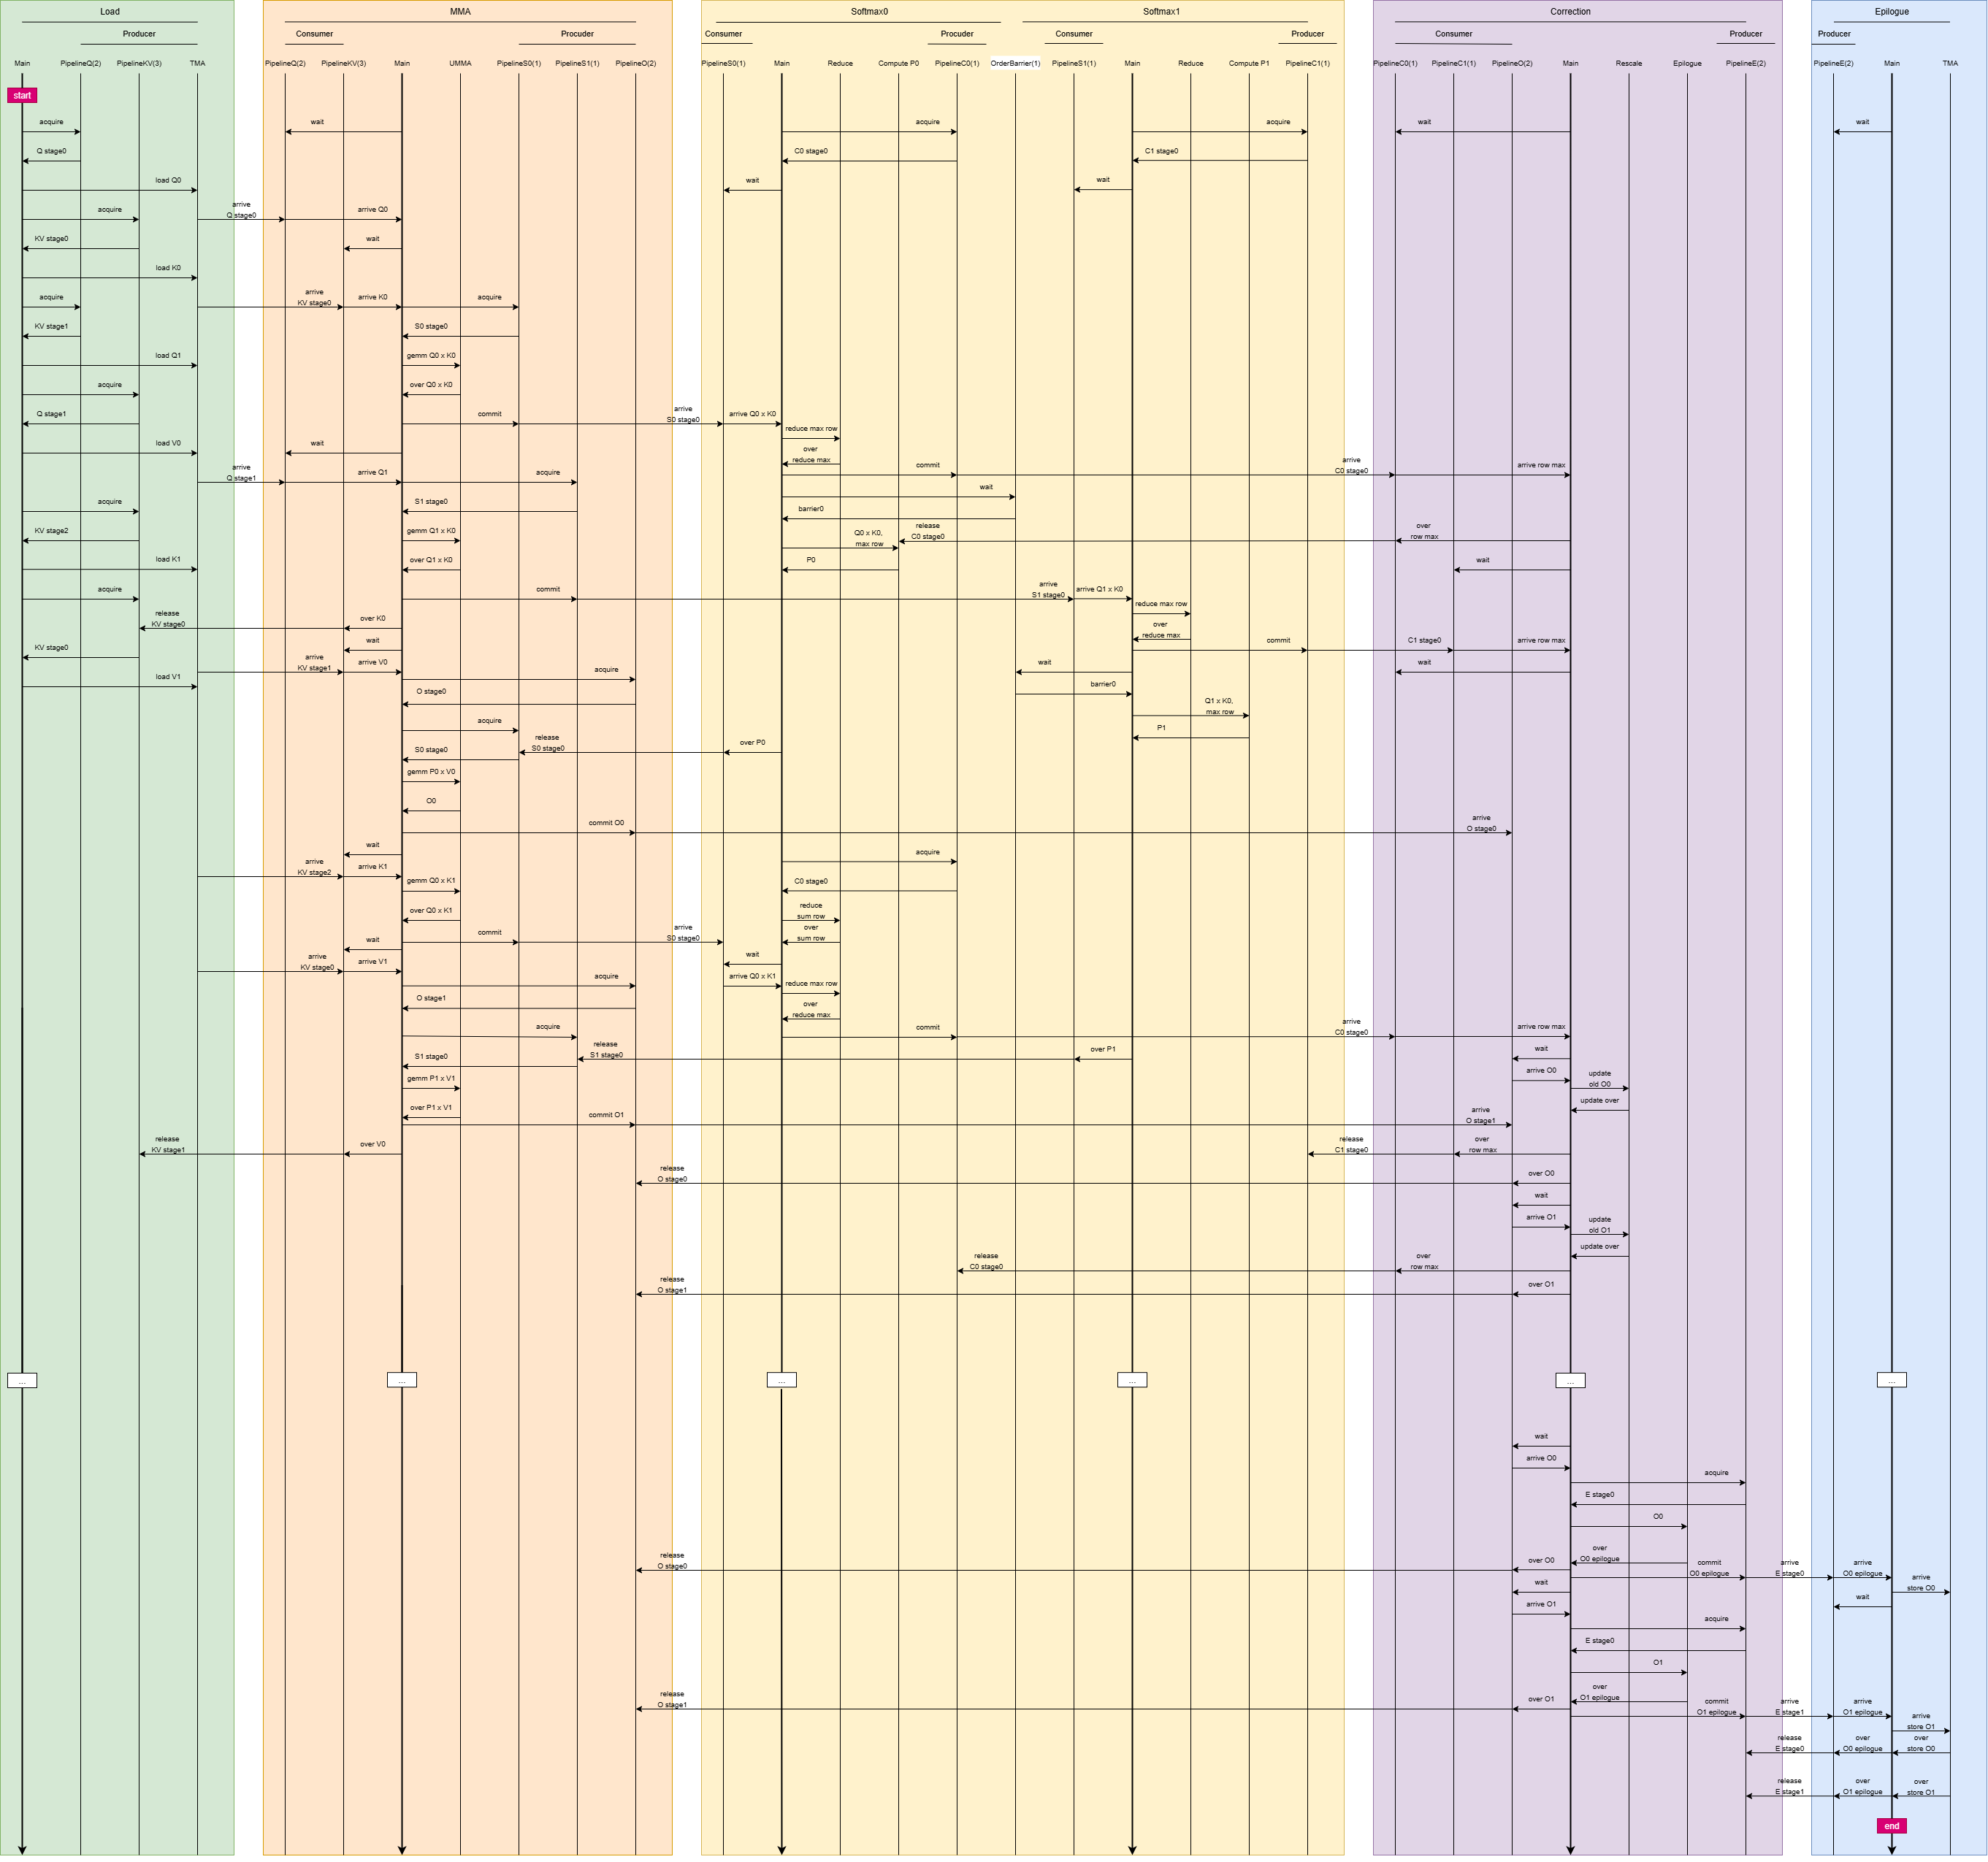 Load MMA Softmax0 Softmax1 Correction Epilogue
Producer Consumer Procuder Consumer Procuder Consumer Producer Consumer Producer Producer
Main PipelineQ(2) PipelineKV(3) TMA PipelineQ(2) PipelineKV(3) Main UMMA PipelineS0(1) PipelineS1(1) PipelineO(2) PipelineS0(1) Main Reduce Compute P0 PipelineC0(1) OrderBarrier(1) PipelineS1(1) Main Reduce Compute P1 PipelineC1(1) PipelineC0(1) PipelineC1(1) PipelineO(2) Main Rescale Epilogue PipelineE(2) PipelineE(2) Main TMA
start
acquire wait acquire acquire wait wait
Q stage0 C0 stage0 C1 stage0
load Q0 wait wait
arrive
acquire Q stage0 arrive Q0
KV stage0 wait
load K0
arrive
acquire KV stage0 arrive K0 acquire
KV stage1 S0 stage0
load Q1 gemm Q0 x K0
acquire over Q0 x K0
arrive
Q stage1 commit S0 stage0 arrive Q0 x K0
reduce max row
load V0 wait
over
reduce max
arrive
arrive
commit C0 stage0 arrive row max
Q stage1 arrive Q1 acquire
wait
acquire S1 stage0
barrier0
release
over
KV stage2 gemm Q1 x K0
Q0 x K0,
max row
C0 stage0
row max
load K1 over Q1 x K0 P0 wait
arrive
acquire commit S1 stage0 arrive Q1 x K0
reduce max row
release
KV stage0 over K0
over
reduce max
wait commit C1 stage0 arrive row max
KV stage0
arrive
KV stage1 arrive V0 acquire wait wait
load V1 barrier0
O stage0
Q1 x K0,
max row
acquire P1
release
S0 stage0 S0 stage0 over P0
gemm P0 x V0
O0
arrive
commit O0 O stage0
wait acquire
arrive
KV stage2 arrive K1
gemm Q0 x K1 C0 stage0
reduce
sum row
over Q0 x K1
arrive
over
commit S0 stage0 sum row
wait
wait
arrive
KV stage0 arrive V1
acquire arrive Q0 x K1
reduce max row
O stage1
over
reduce max
arrive
acquire commit C0 stage0 arrive row max
release
S1 stage0 S1 stage0 over P1 wait
arrive O0
gemm P1 x V1
update
old O0
over P1 x V1 update over
arrive
commit O1 O stage1
release
release
over
KV stage1 over V0 C1 stage0 row max
release
O stage0 over O0
wait
arrive O1
update
old O1
update over
release
over
C0 stage0 row max
release
O stage1 over O1
... ... ... ... ... ...
wait
arrive O0
acquire
E stage0
O0
over
O0 epilogue
release
O stage0 over O0
commit
arrive
arrive
O0 epilogue E stage0 O0 epilogue
wait
arrive
store O0
wait
arrive O1
acquire
E stage0
O1
over
O1 epilogue
release
O stage1 over O1
commit
arrive
arrive
O1 epilogue E stage1 O1 epilogue
arrive
store O1
release
over
over
E stage0 O0 epilogue store O0
release
over
over
E stage1 O1 epilogue store O1
end